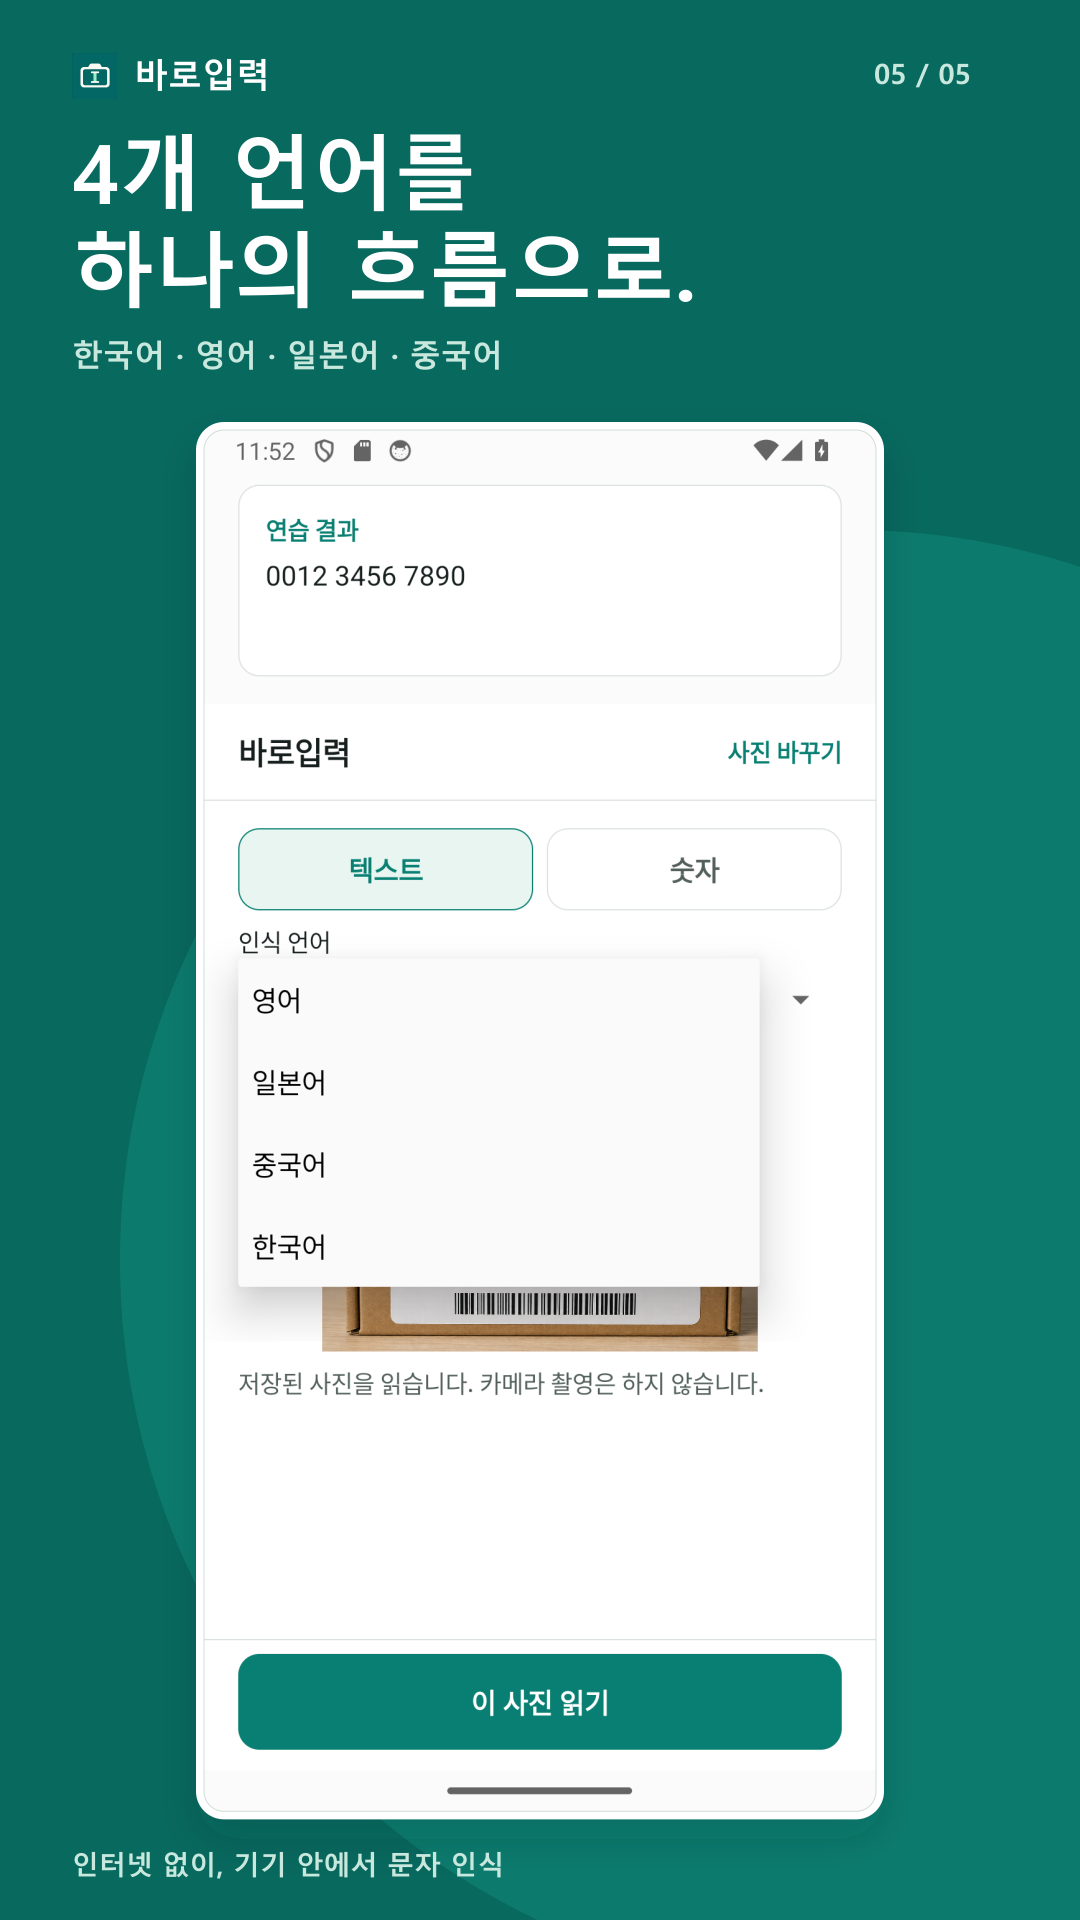 바로입력
05 / 05
4개 언어를
하나의 흐름으로.
한국어 · 영어 · 일본어 · 중국어
11:52
연습 결과
0012 3456 7890
바로입력
사진 바꾸기
텍스트
숫자
인식 언어
영어
일본어
중국어
한국어
저장된 사진을 읽습니다. 카메라 촬영은 하지 않습니다.
이 사진 읽기
인터넷 없이, 기기 안에서 문자 인식